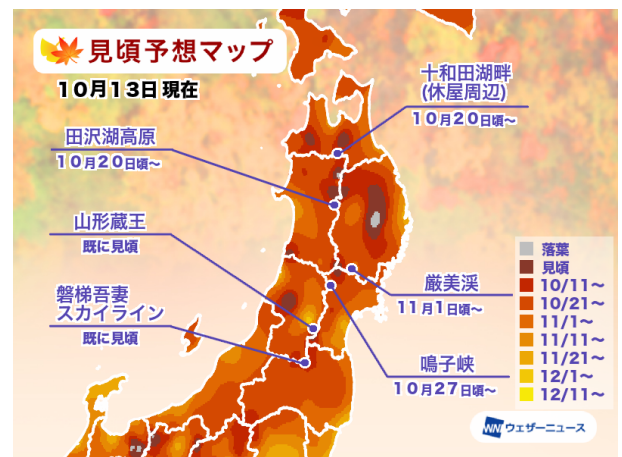 見頃予想マップ
10月13日 現在
十和田湖畔
(休屋周辺)
10月20日頃～
田沢湖高原
10月20日頃～
山形蔵王
既に見頃
磐梯吾妻
スカイライン
既に見頃
厳美渓
11月1日頃～
鳴子峡
10月27日頃～
落葉
見頃
10/11～
10/21～
11/1～
11/11～
11/21～
12/1～
12/11～
WNI ウェザーニュース